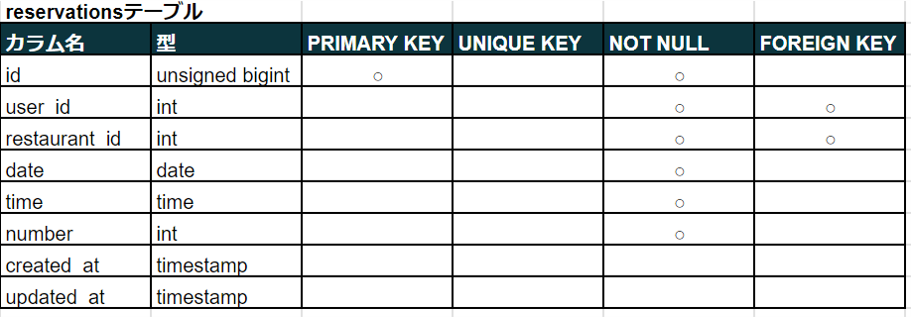 reservationsテーブル
カラム名 型 PRIMARY KEY UNIQUE KEY NOT NULL FOREIGN KEY
id unsigned bigint ○ ○
user_id int ○ ○
restaurant_id int ○ ○
date date ○
time time ○
number int ○
created_at timestamp
updated_at timestamp